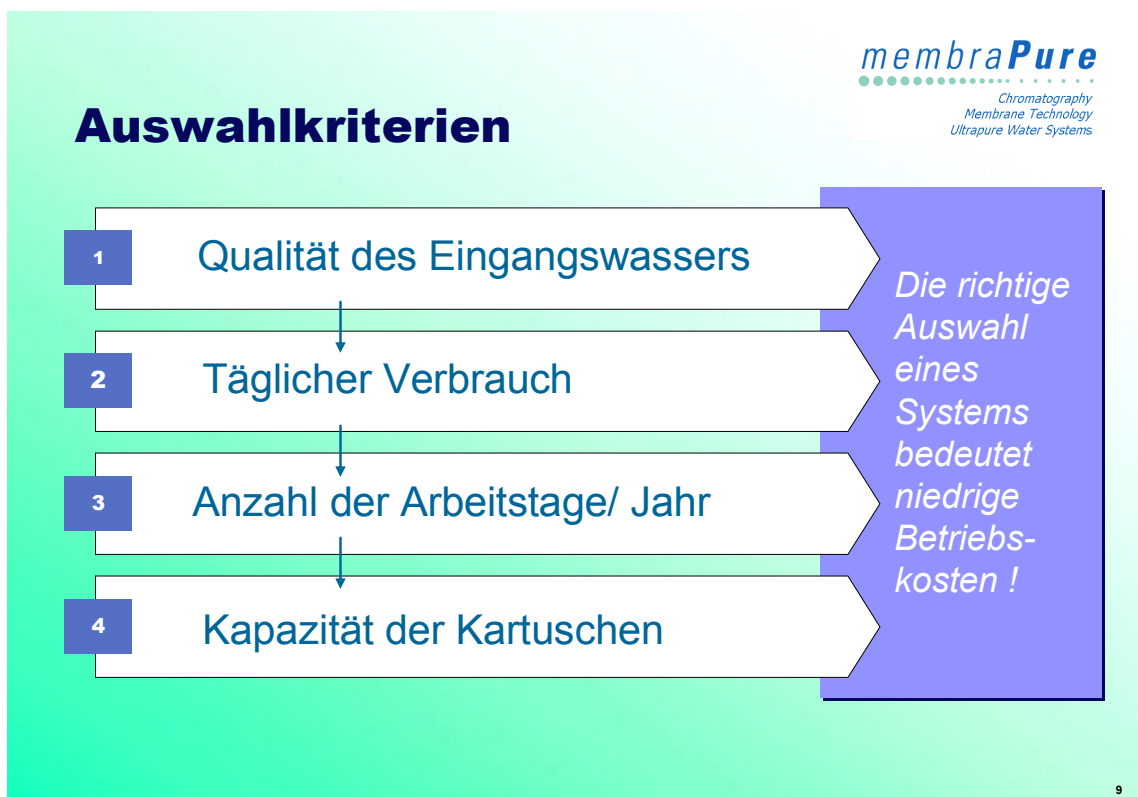 membraPure
Chromatography
Membrane Technology
Ultrapure Water Systems
Auswahlkriterien
1
Qualität des Eingangswassers
2
Täglicher Verbrauch
3
Anzahl der Arbeitstage/ Jahr
4
Kapazität der Kartuschen
Die richtige
Auswahl
eines
Systems
bedeutet
niedrige
Betriebs-
kosten !
9